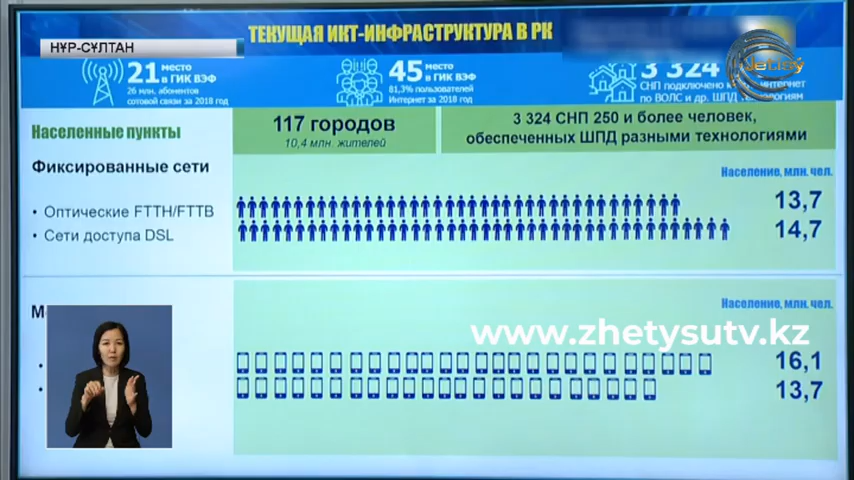 НҰР-СҰЛТАН
ТЕКУЩАЯ ИКТ-ИНФРАСТРУКТУРА В РК
Jetisý
21 место
в ГИК ВЭФ
26 млн. абонентов
сотовой связи за 2018 год
45 место
в ГИК ВЭФ
81,3% пользователей
Интернет за 2018 год
3 324
СНП подключено к интернет
по ВОЛС и др. ШПД технологиям
Населенные пункты
117 городов
10,4 млн. жителей
3 324 СНП 250 и более человек,
обеспеченных ШПД разными технологиями
Фиксированные сети
Население, млн. чел.
• Оптические FTTH/FTTB
13,7
• Сети доступа DSL
14,7
Население, млн. чел.
www.zhetysutv.kz
16,1
13,7